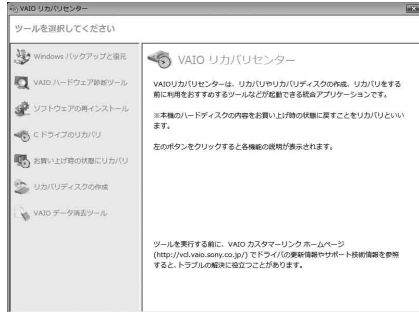 VAIO リカバリセンター
ツールを選択してください
Windows バックアップと復元
VAIO ハードウェア診断ツール
ソフトウェアの再インストール
C ドライブのリカバリ
お買い上げ時の状態にリカバリ
リカバリディスクの作成
VAIO データ消去ツール
VAIO リカバリセンター
VAIOリカバリセンターは、リカバリやリカバリディスクの作成、リカバリをする
前に利用をおすすめするツールなどが起動できる統合アプリケーションです。
※本機のハードディスクの内容をお買い上げ時の状態に戻すことをリカバリといい
ます。
左のボタンをクリックすると各機能の説明が表示されます。
ツールを実行する前に、VAIO カスタマーリンク ホームページ
(http://vcl.vaio.sony.co.jp/) でドライバの更新情報やサポート技術情報を参照
すると、トラブルの解決に役立つことがあります。